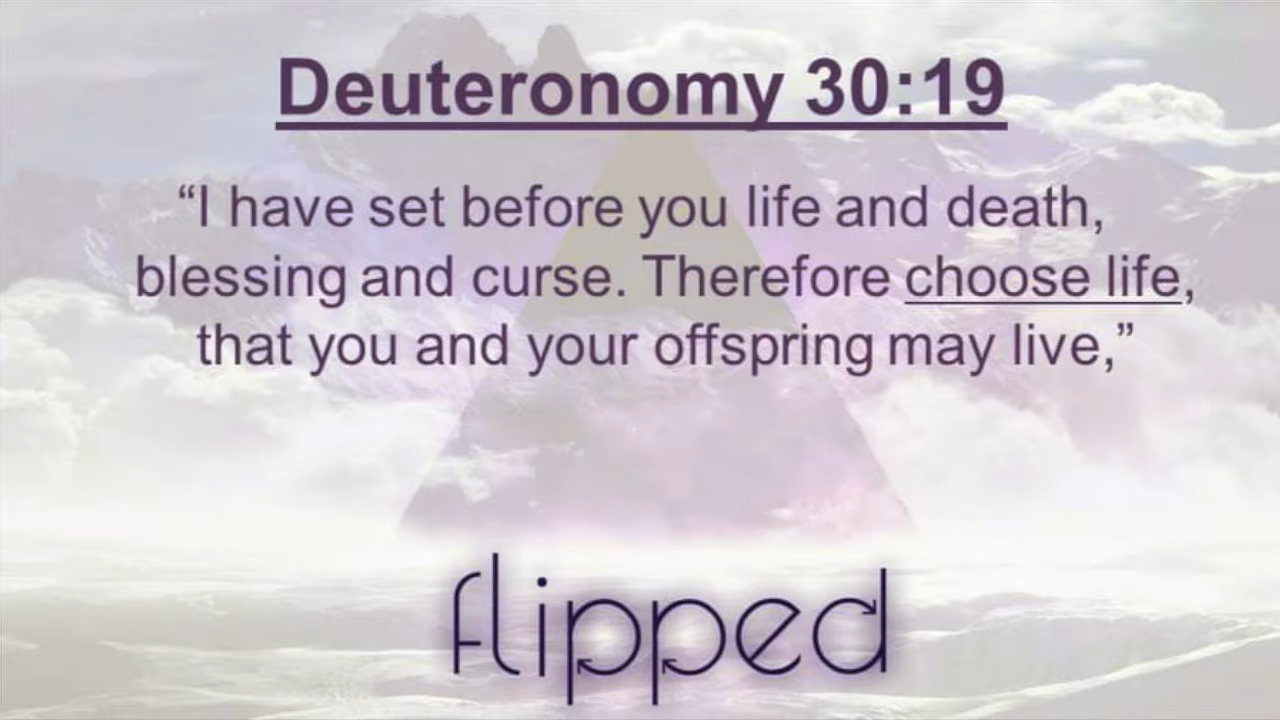 Deuteronomy 30:19
“I have set before you life and death,
blessing and curse. Therefore choose life,
that you and your offspring may live,”
flipped